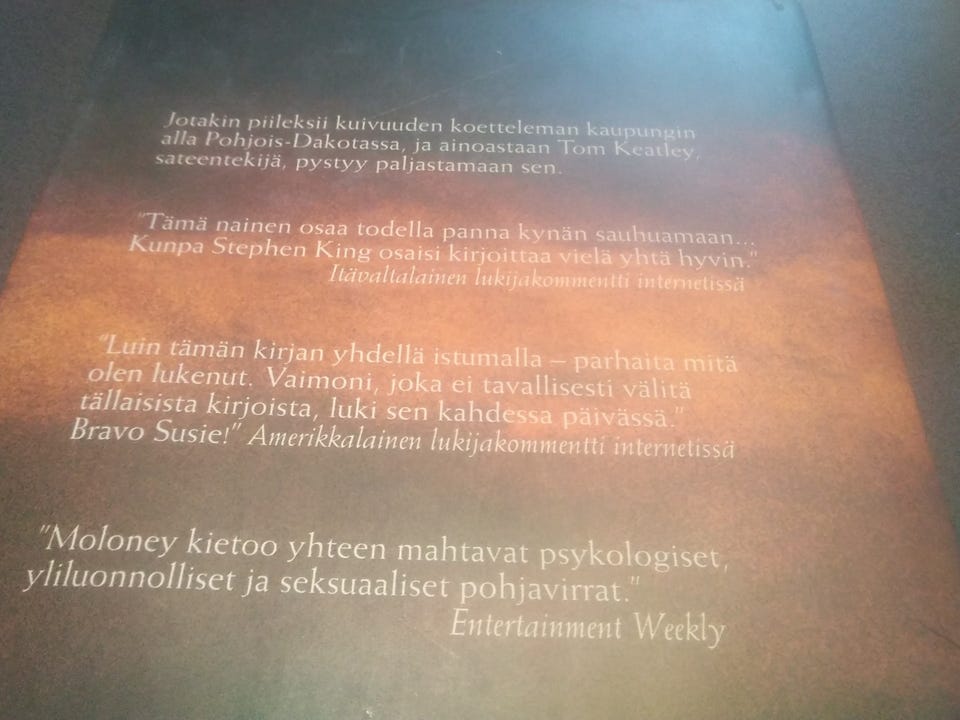 Jotakin piileksii kuivuuden koetteleman kaupungin
alla Pohjois-Dakotassa, ja ainoastaan Tom Keatley,
sateentekijä, pystyy paljastamaan sen.
"Tämä nainen osaa todella panna kynän sauhuamaan...
Kunpa Stephen King osaisi kirjoittaa vielä yhtä hyvin."
Itävaltalainen lukijakommentti internetissä
"Luin tämän kirjan yhdellä istumalla – parhaita mitä
olen lukenut. Vaimoni, joka ei tavallisesti välitä
tällaisista kirjoista, luki sen kahdessa päivässä."
Bravo Susie!" Amerikkalainen lukijakommentti internetissä
"Moloney kietoo yhteen mahtavat psykologiset,
yliluonnolliset ja seksuaaliset pohjavirrat."
Entertainment Weekly